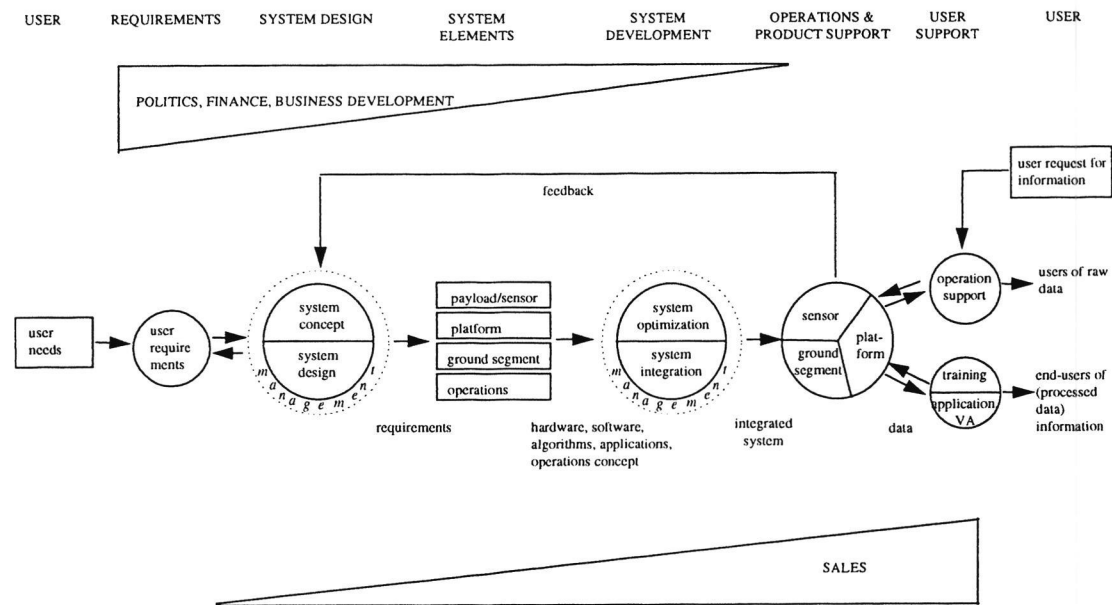 USER
REQUIREMENTS
SYSTEM DESIGN
SYSTEM
ELEMENTS
SYSTEM
DEVELOPMENT
OPERATIONS &
PRODUCT SUPPORT
USER
SUPPORT
USER
POLITICS, FINANCE, BUSINESS DEVELOPMENT
user request for
information
feedback
user
needs
user
require
ments
system
concept
system
design
management
payload/sensor
platform
ground segment
operations
system
optimization
system
integration
management
sensor
ground
segment
plat-
form
operation
support
users of raw
data
training
application
VA
end-users of
(processed
data)
information
requirements
hardware, software,
algorithms, applications,
operations concept
integrated
system
data
SALES